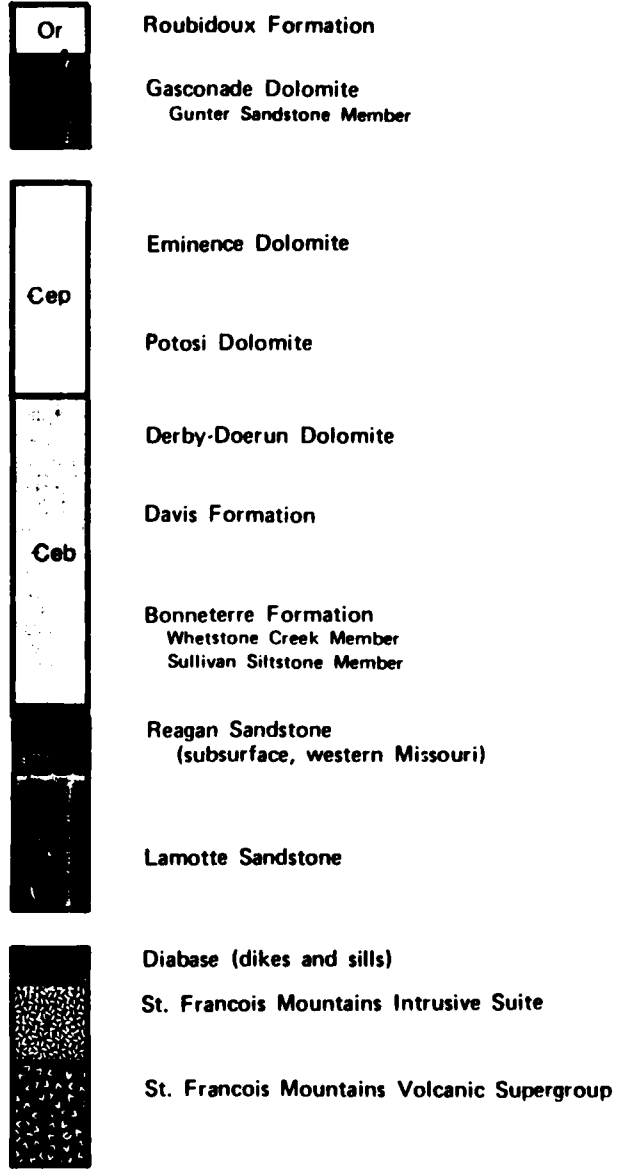 Or
Roubidoux Formation
Gasconade Dolomite
Gunter Sandstone Member
Eminence Dolomite
Єep
Potosi Dolomite
Derby-Doerun Dolomite
Davis Formation
Єeb
Bonneterre Formation
Whetstone Creek Member
Sullivan Siltstone Member
Reagan Sandstone
(subsurface, western Missouri)
Lamotte Sandstone
Diabase (dikes and sills)
St. Francois Mountains Intrusive Suite
St. Francois Mountains Volcanic Supergroup